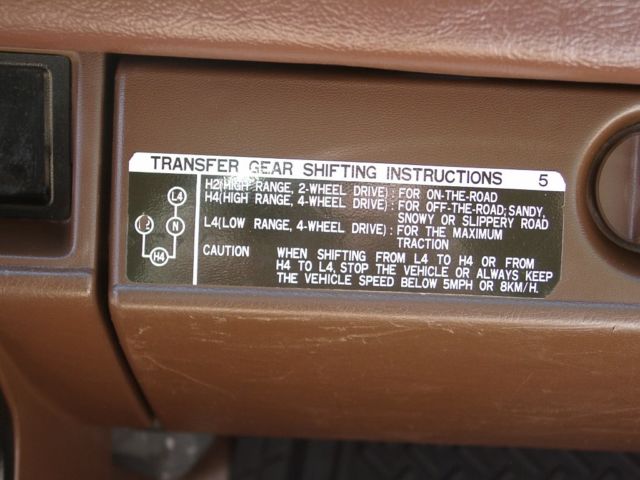 TRANSFER GEAR SHIFTING INSTRUCTIONS 5
H2(HIGH RANGE, 2-WHEEL DRIVE) : FOR ON-THE-ROAD
H4(HIGH RANGE, 4-WHEEL DRIVE) : FOR OFF-THE-ROAD; SANDY,
SNOWY OR SLIPPERY ROAD
L4(LOW RANGE, 4-WHEEL DRIVE) : FOR THE MAXIMUM
TRACTION
CAUTION WHEN SHIFTING FROM L4 TO H4 OR FROM
H4 TO L4, STOP THE VEHICLE OR ALWAYS KEEP
THE VEHICLE SPEED BELOW 5MPH OR 8KM/H.
L4
N
H4